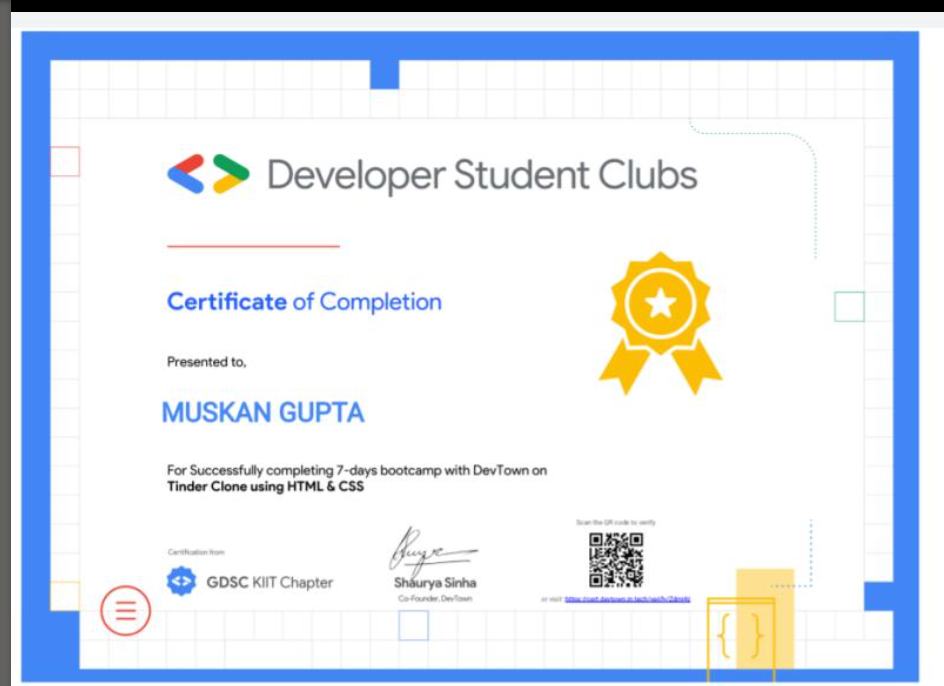 Developer Student Clubs
Certificate of Completion
Presented to,
MUSKAN GUPTA
For Successfully completing 7-days bootcamp with DevTown on
Tinder Clone using HTML & CSS
Scan the QR code to verify
Certification from
GDSC KIIT Chapter
Shaurya Sinha
Co-Founder, DevTown
or visit
{ }